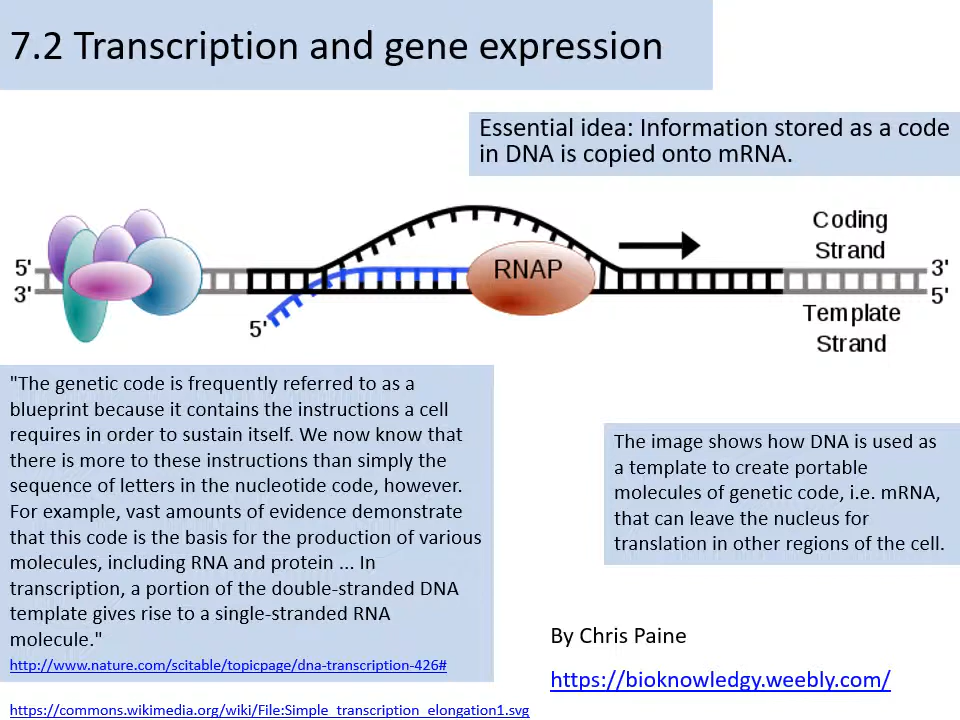 7.2 Transcription and gene expression
Essential idea: Information stored as a code
in DNA is copied onto mRNA.
Coding
Strand
RNAP
5'
3'
3'
5'
5'
Template
Strand
"The genetic code is frequently referred to as a
blueprint because it contains the instructions a cell
requires in order to sustain itself. We now know that
there is more to these instructions than simply the
sequence of letters in the nucleotide code, however.
For example, vast amounts of evidence demonstrate
that this code is the basis for the production of various
molecules, including RNA and protein ... In
transcription, a portion of the double-stranded DNA
template gives rise to a single-stranded RNA
molecule."
http://www.nature.com/scitable/topicpage/dna-transcription-426#
The image shows how DNA is used as
a template to create portable
molecules of genetic code, i.e. mRNA,
that can leave the nucleus for
translation in other regions of the cell.
By Chris Paine
https://bioknowledgy.weebly.com/
https://commons.wikimedia.org/wiki/File:Simple_transcription_elongation1.svg